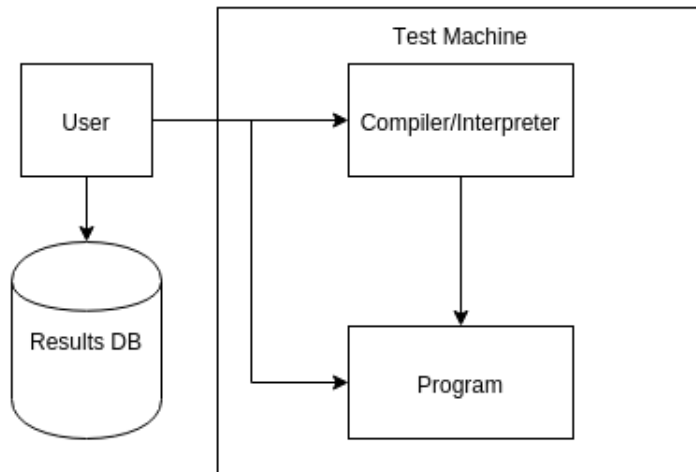 Test Machine
User
Compiler/Interpreter
Results DB
Program